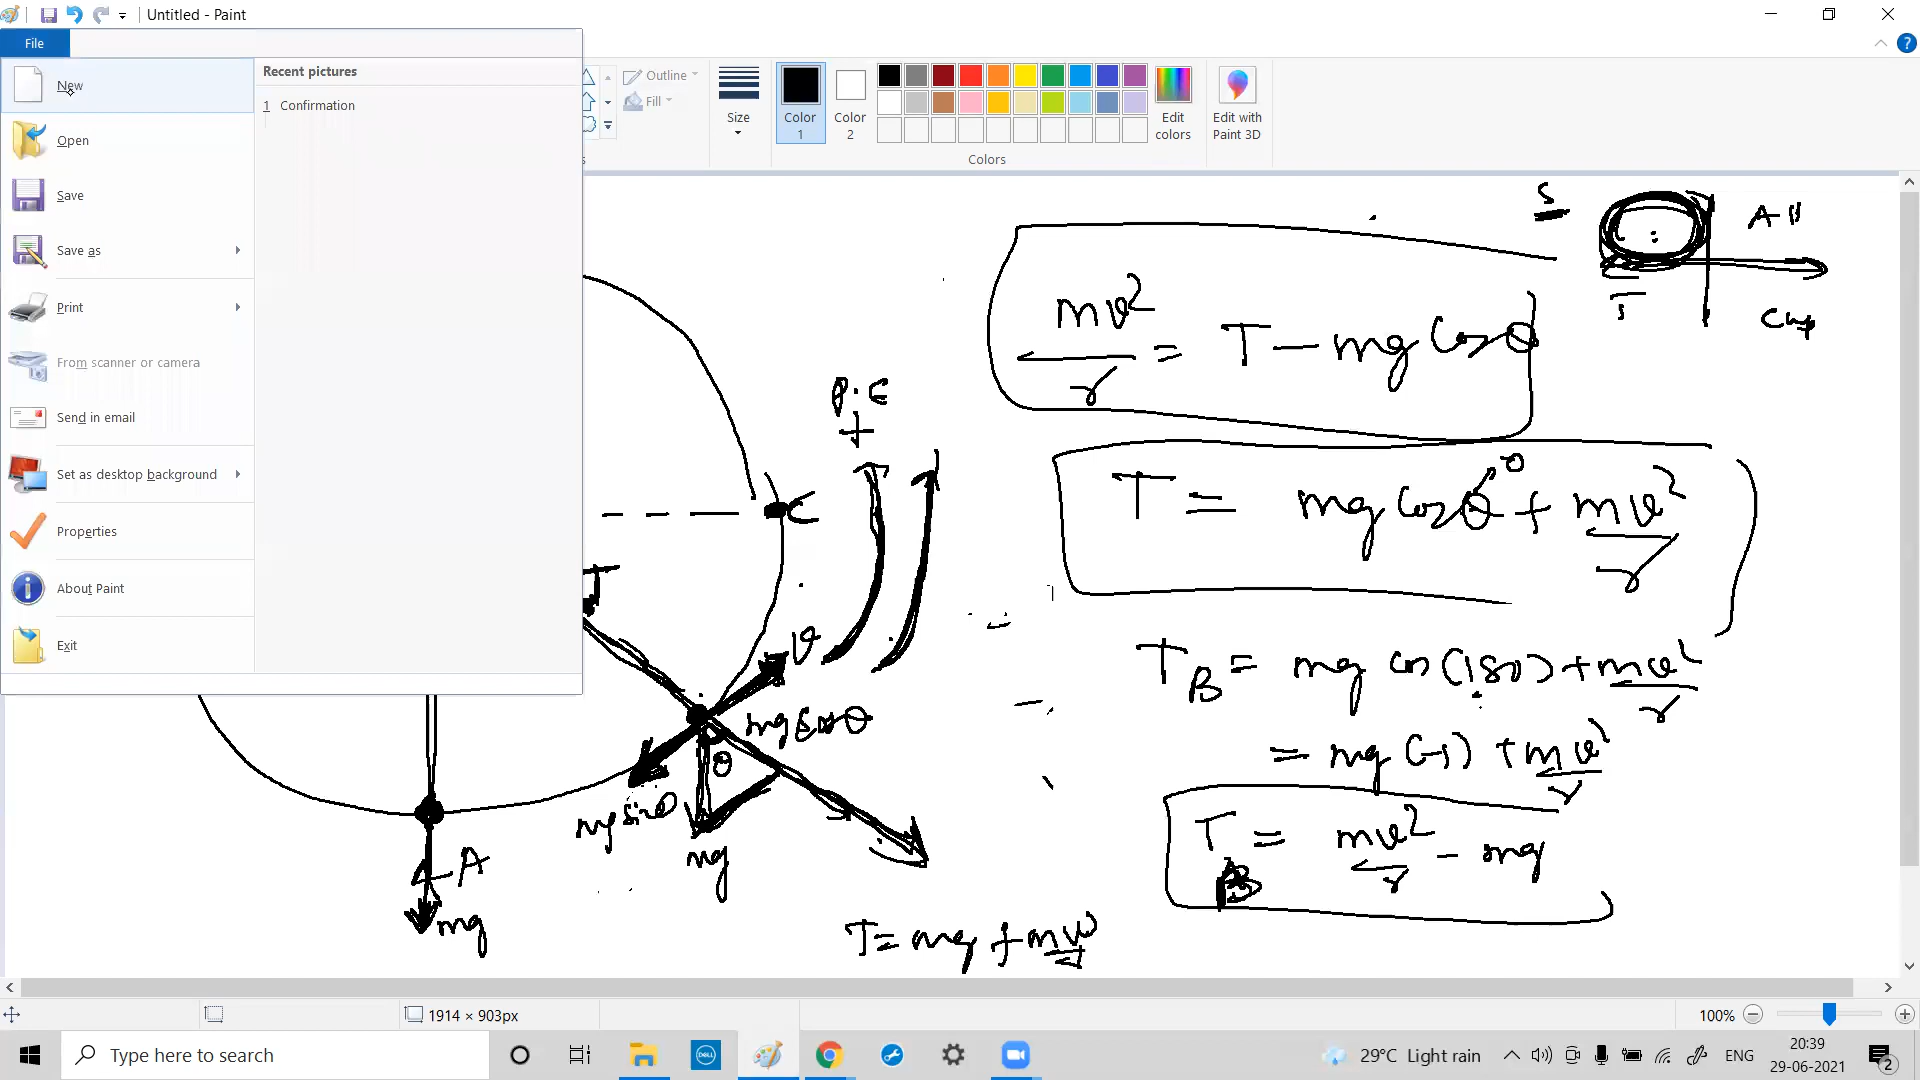 Untitled - Paint
File
New
Open
Save
Save as
Print
From scanner or camera
Send in email
Set as desktop background
Properties
About Paint
Exit
Recent pictures
1 Confirmation
Outline
Fill
Size
Color 1
Color 2
Edit colors
Edit with Paint 3D
Colors
S
A
mv²/r = T - mg Cosθ
P.E
+
T = mg Cosθ + mv²/r
0
C
T
v
T_B = mg cos(180) + mv²/r
mg cosθ
θ
= mg (-1) + mv²/r
mg sinθ
mg
T_B = mv²/r - mg
A
mg
T = mg + mv²/r
1914 × 903px
100%
Type here to search
DELL
29°C Light rain
ENG
20:39
29-06-2021
2